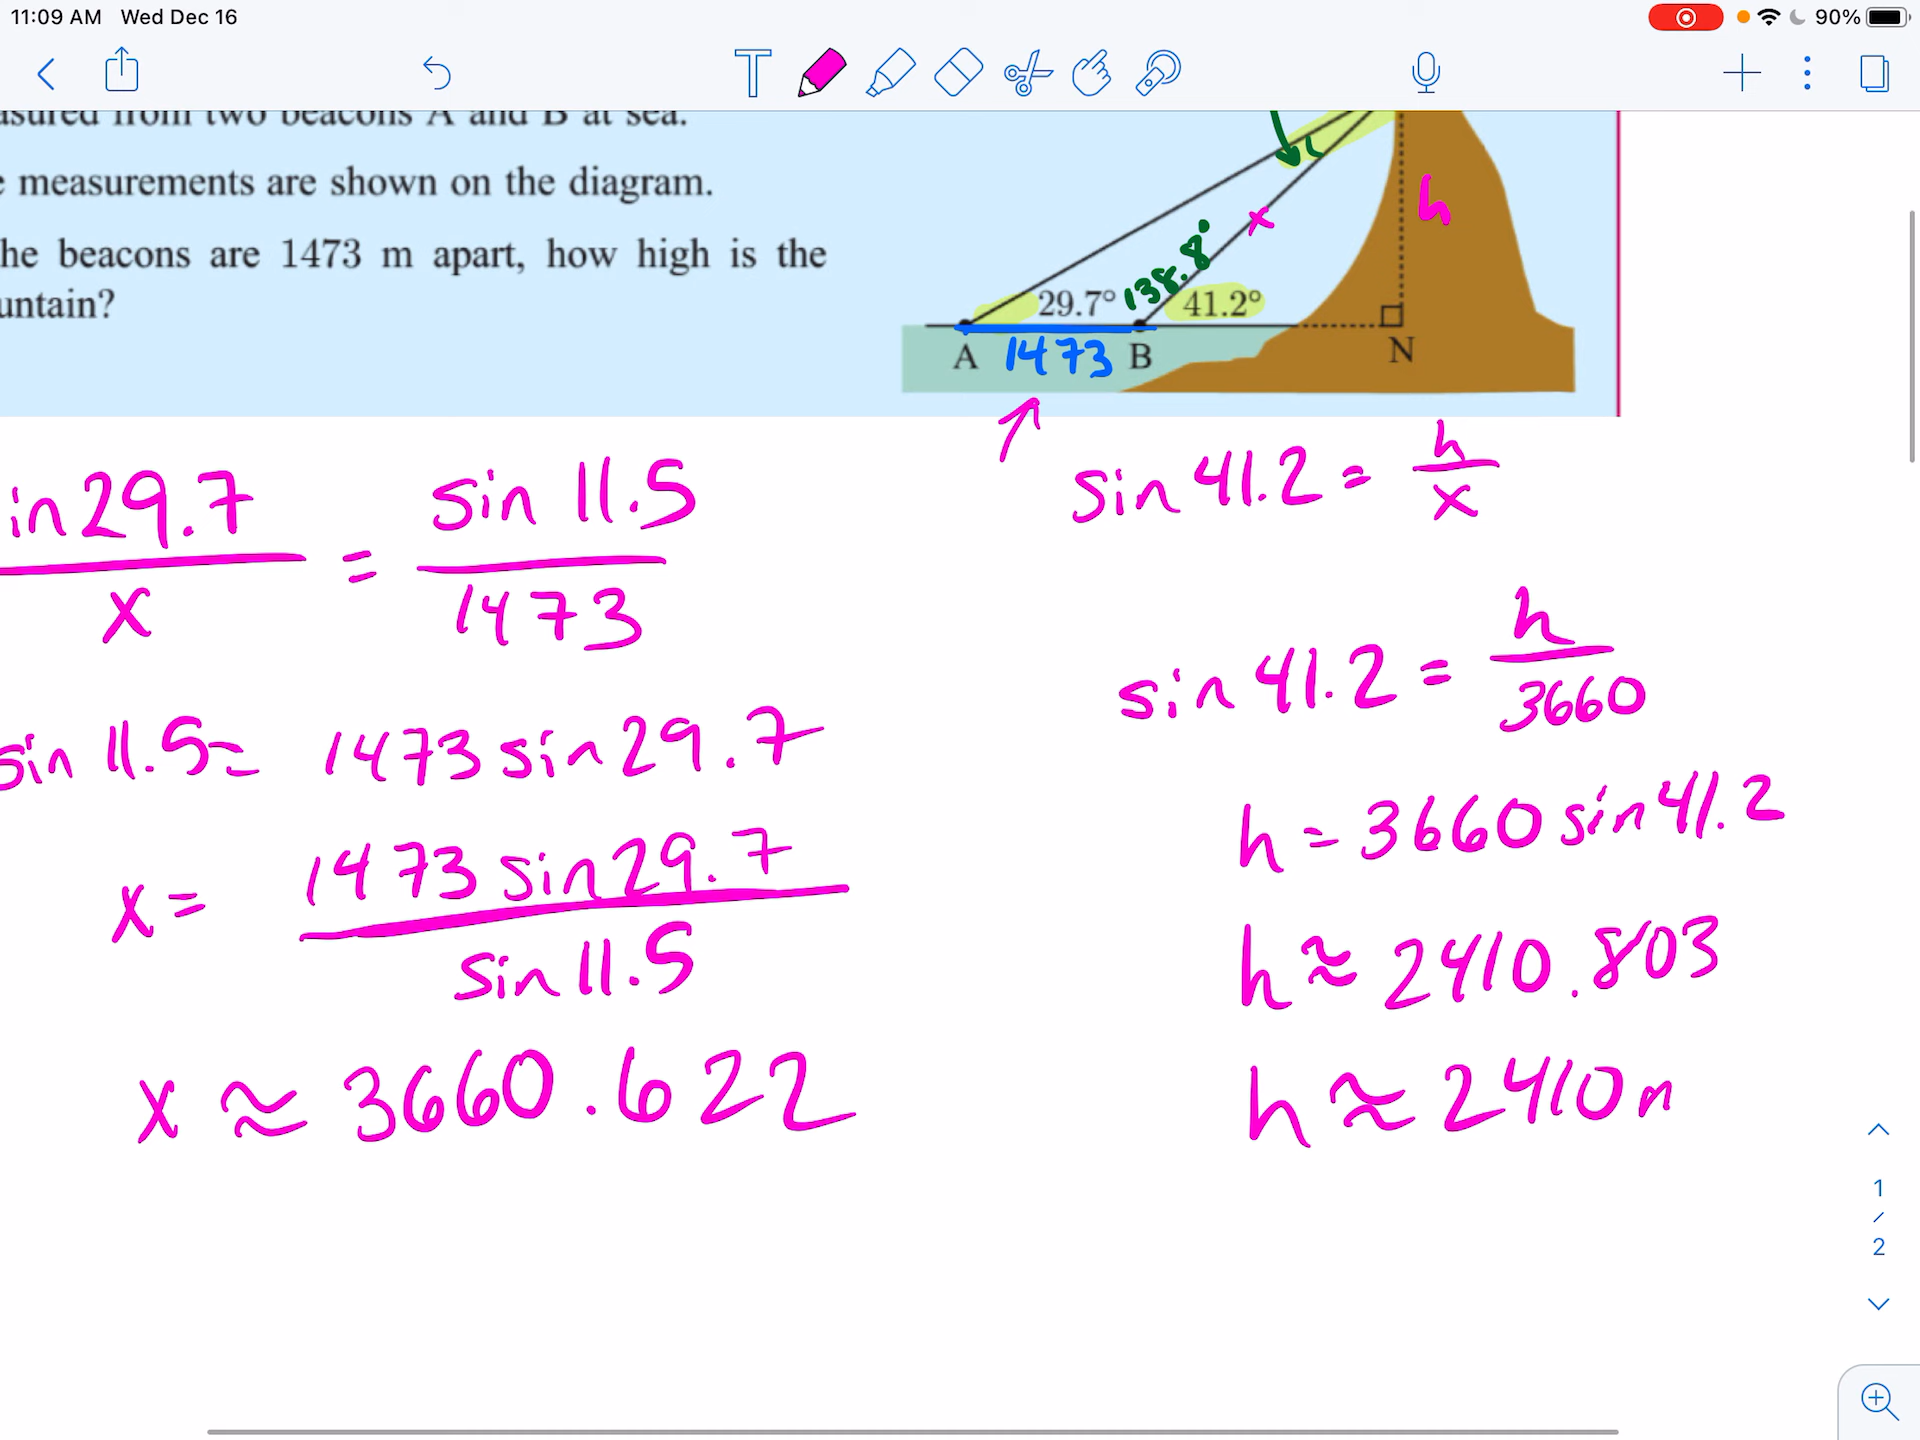 11:09 AM Wed Dec 16
90%
T
asured from two beacons A and B at sea.
e measurements are shown on the diagram.
he beacons are 1473 m apart, how high is the
untain?
h
x
138.8°
29.7°
41.2°
A 1473 B
N
in 29.7 / x = sin 11.5 / 1473
sin 11.5 = 1473 sin 29.7
x = 1473 sin 29.7 / sin 11.5
x ≈ 3660.622
sin 41.2 = h / x
sin 41.2 = h / 3660
h = 3660 sin 41.2
h ≈ 2410.803
h ≈ 2410 m
1
/
2